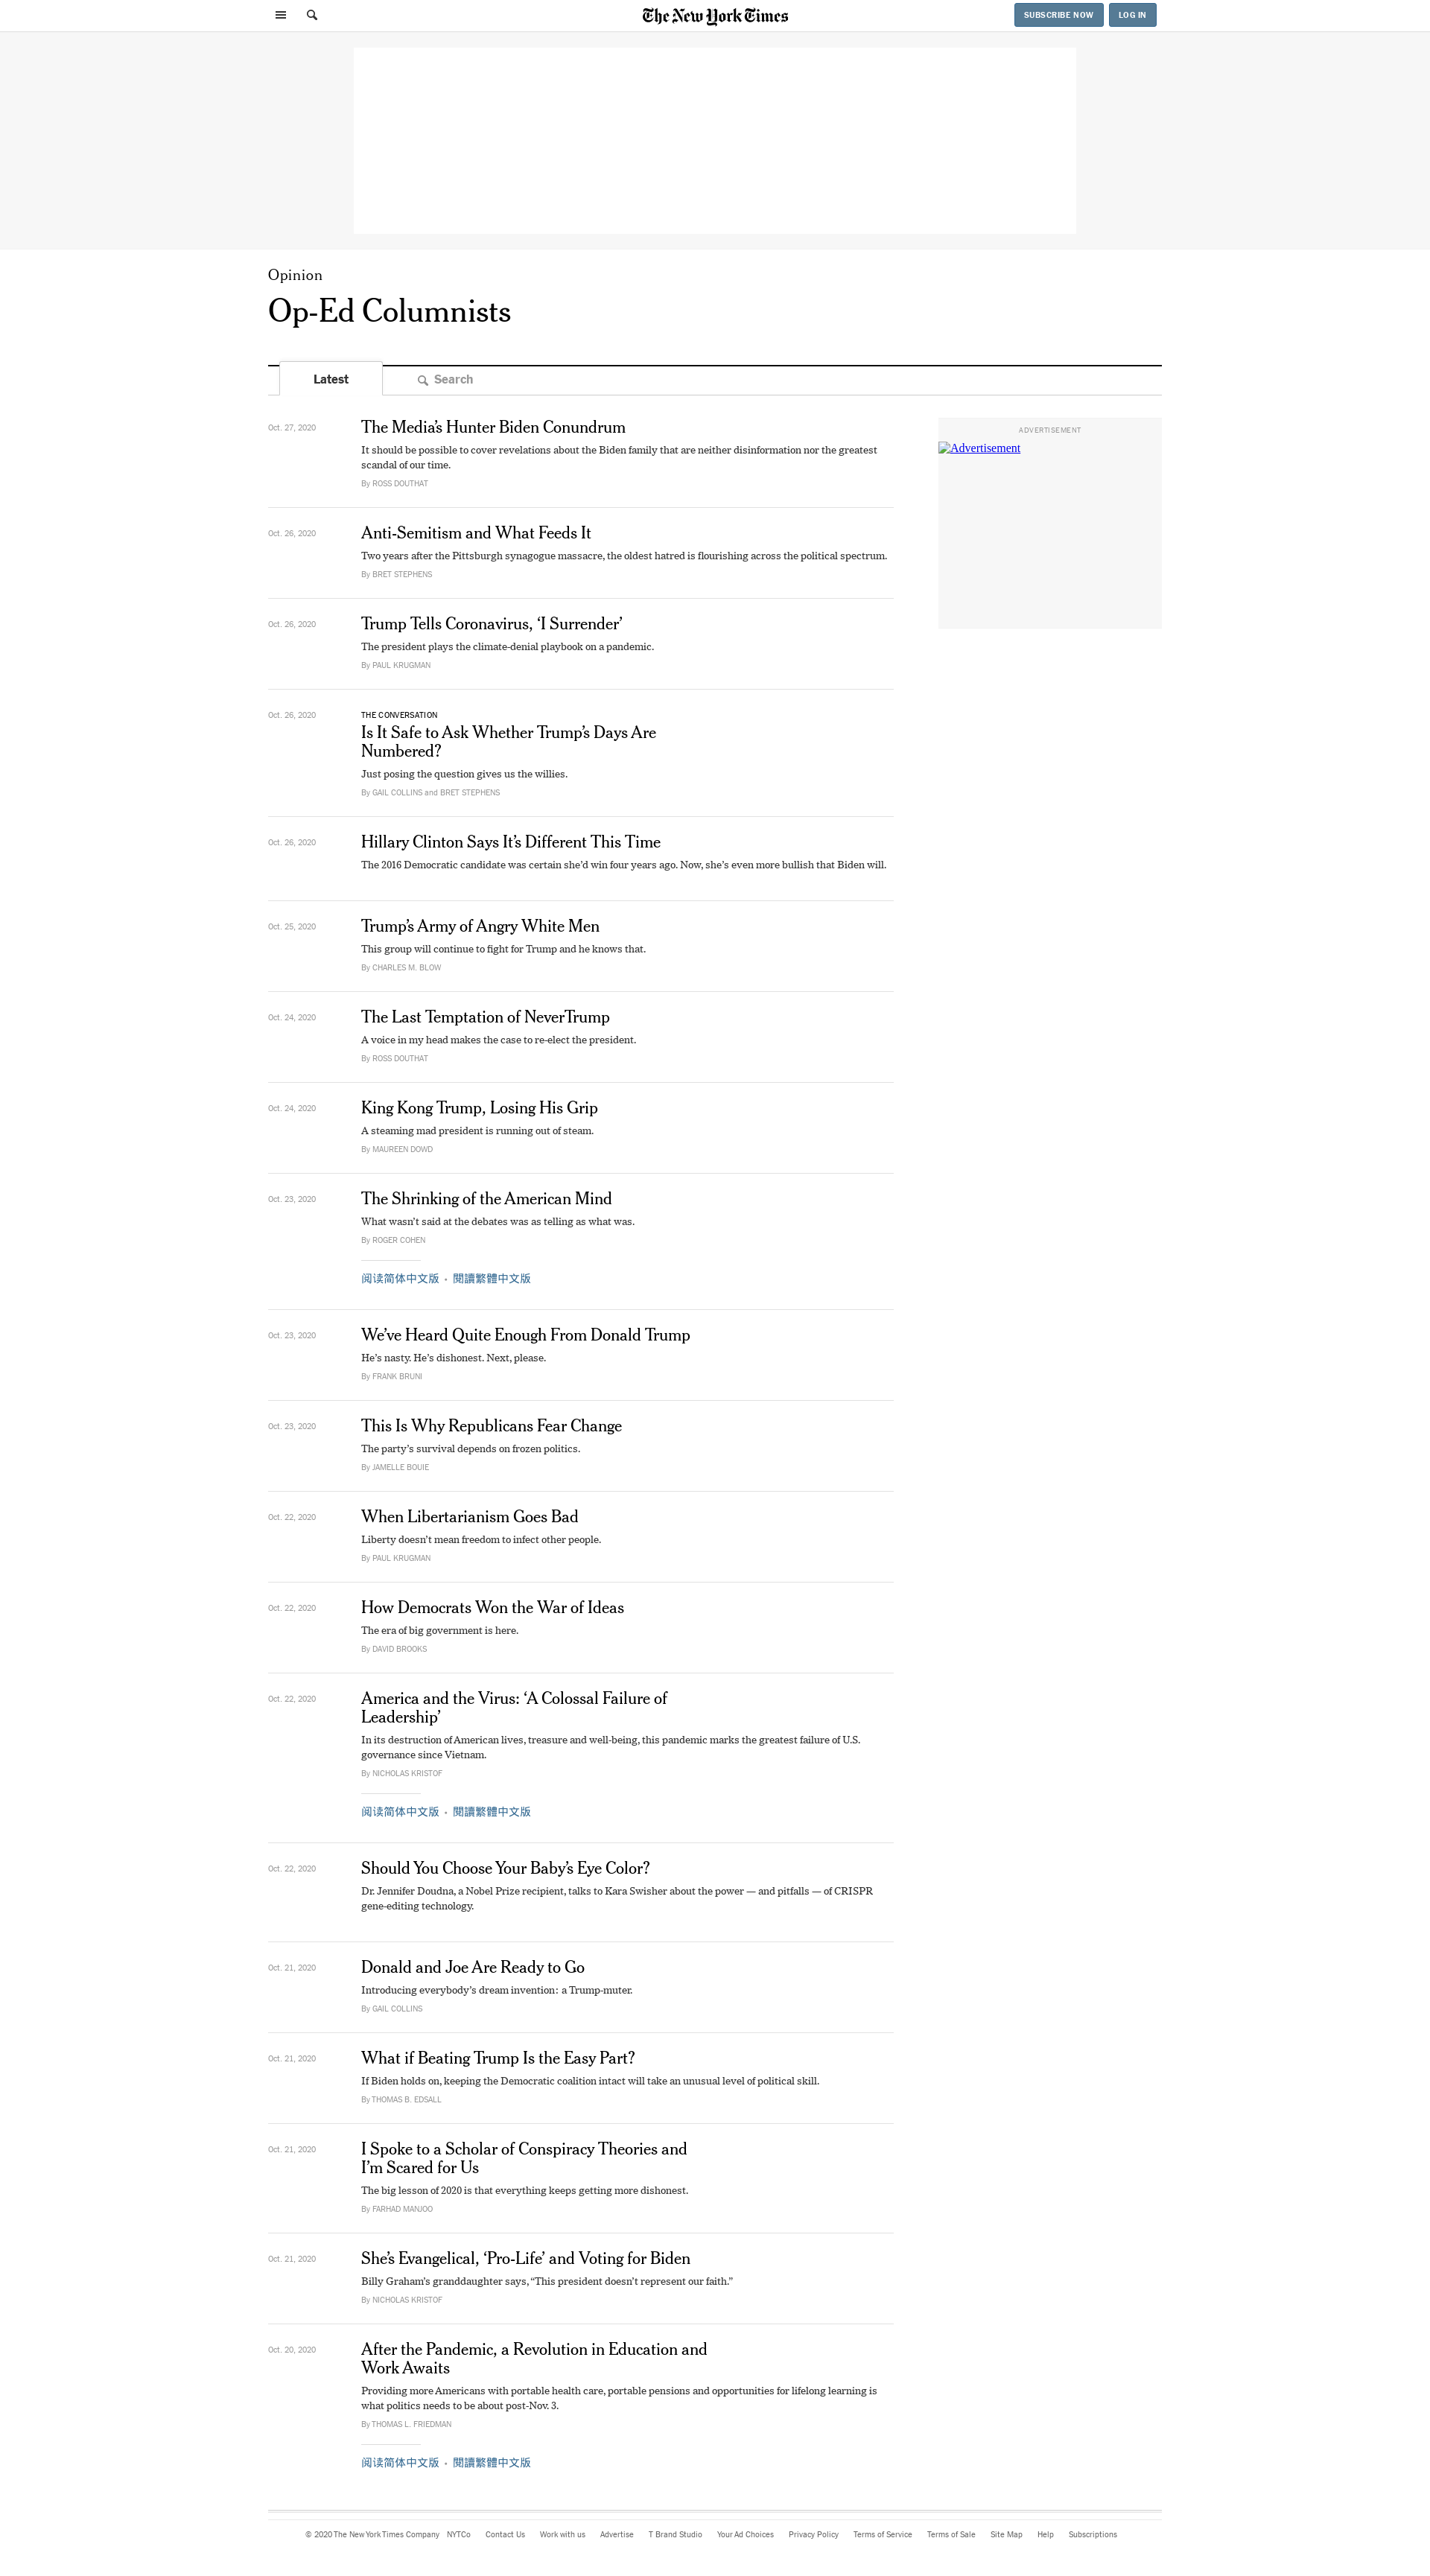 The New York Times
SUBSCRIBE NOW
LOG IN
Opinion
Op-Ed Columnists
Latest
Search
Oct. 27, 2020
The Media’s Hunter Biden Conundrum
It should be possible to cover revelations about the Biden family that are neither disinformation nor the greatest
scandal of our time.
By ROSS DOUTHAT
ADVERTISEMENT
Advertisement
Oct. 26, 2020
Anti-Semitism and What Feeds It
Two years after the Pittsburgh synagogue massacre, the oldest hatred is flourishing across the political spectrum.
By BRET STEPHENS
Oct. 26, 2020
Trump Tells Coronavirus, ‘I Surrender’
The president plays the climate-denial playbook on a pandemic.
By PAUL KRUGMAN
Oct. 26, 2020
THE CONVERSATION
Is It Safe to Ask Whether Trump’s Days Are
Numbered?
Just posing the question gives us the willies.
By GAIL COLLINS and BRET STEPHENS
Oct. 26, 2020
Hillary Clinton Says It’s Different This Time
The 2016 Democratic candidate was certain she’d win four years ago. Now, she’s even more bullish that Biden will.
Oct. 25, 2020
Trump’s Army of Angry White Men
This group will continue to fight for Trump and he knows that.
By CHARLES M. BLOW
Oct. 24, 2020
The Last Temptation of NeverTrump
A voice in my head makes the case to re-elect the president.
By ROSS DOUTHAT
Oct. 24, 2020
King Kong Trump, Losing His Grip
A steaming mad president is running out of steam.
By MAUREEN DOWD
Oct. 23, 2020
The Shrinking of the American Mind
What wasn’t said at the debates was as telling as what was.
By ROGER COHEN
阅读简体中文版 • 閱讀繁體中文版
Oct. 23, 2020
We’ve Heard Quite Enough From Donald Trump
He’s nasty. He’s dishonest. Next, please.
By FRANK BRUNI
Oct. 23, 2020
This Is Why Republicans Fear Change
The party’s survival depends on frozen politics.
By JAMELLE BOUIE
Oct. 22, 2020
When Libertarianism Goes Bad
Liberty doesn’t mean freedom to infect other people.
By PAUL KRUGMAN
Oct. 22, 2020
How Democrats Won the War of Ideas
The era of big government is here.
By DAVID BROOKS
Oct. 22, 2020
America and the Virus: ‘A Colossal Failure of
Leadership’
In its destruction of American lives, treasure and well-being, this pandemic marks the greatest failure of U.S.
governance since Vietnam.
By NICHOLAS KRISTOF
阅读简体中文版 • 閱讀繁體中文版
Oct. 22, 2020
Should You Choose Your Baby’s Eye Color?
Dr. Jennifer Doudna, a Nobel Prize recipient, talks to Kara Swisher about the power — and pitfalls — of CRISPR
gene-editing technology.
Oct. 21, 2020
Donald and Joe Are Ready to Go
Introducing everybody’s dream invention: a Trump-muter.
By GAIL COLLINS
Oct. 21, 2020
What if Beating Trump Is the Easy Part?
If Biden holds on, keeping the Democratic coalition intact will take an unusual level of political skill.
By THOMAS B. EDSALL
Oct. 21, 2020
I Spoke to a Scholar of Conspiracy Theories and
I’m Scared for Us
The big lesson of 2020 is that everything keeps getting more dishonest.
By FARHAD MANJOO
Oct. 21, 2020
She’s Evangelical, ‘Pro-Life’ and Voting for Biden
Billy Graham’s granddaughter says, “This president doesn’t represent our faith.”
By NICHOLAS KRISTOF
Oct. 20, 2020
After the Pandemic, a Revolution in Education and
Work Awaits
Providing more Americans with portable health care, portable pensions and opportunities for lifelong learning is
what politics needs to be about post-Nov. 3.
By THOMAS L. FRIEDMAN
阅读简体中文版 • 閱讀繁體中文版
© 2020 The New York Times Company NYTCo Contact Us Work with us Advertise T Brand Studio Your Ad Choices Privacy Policy Terms of Service Terms of Sale Site Map Help Subscriptions